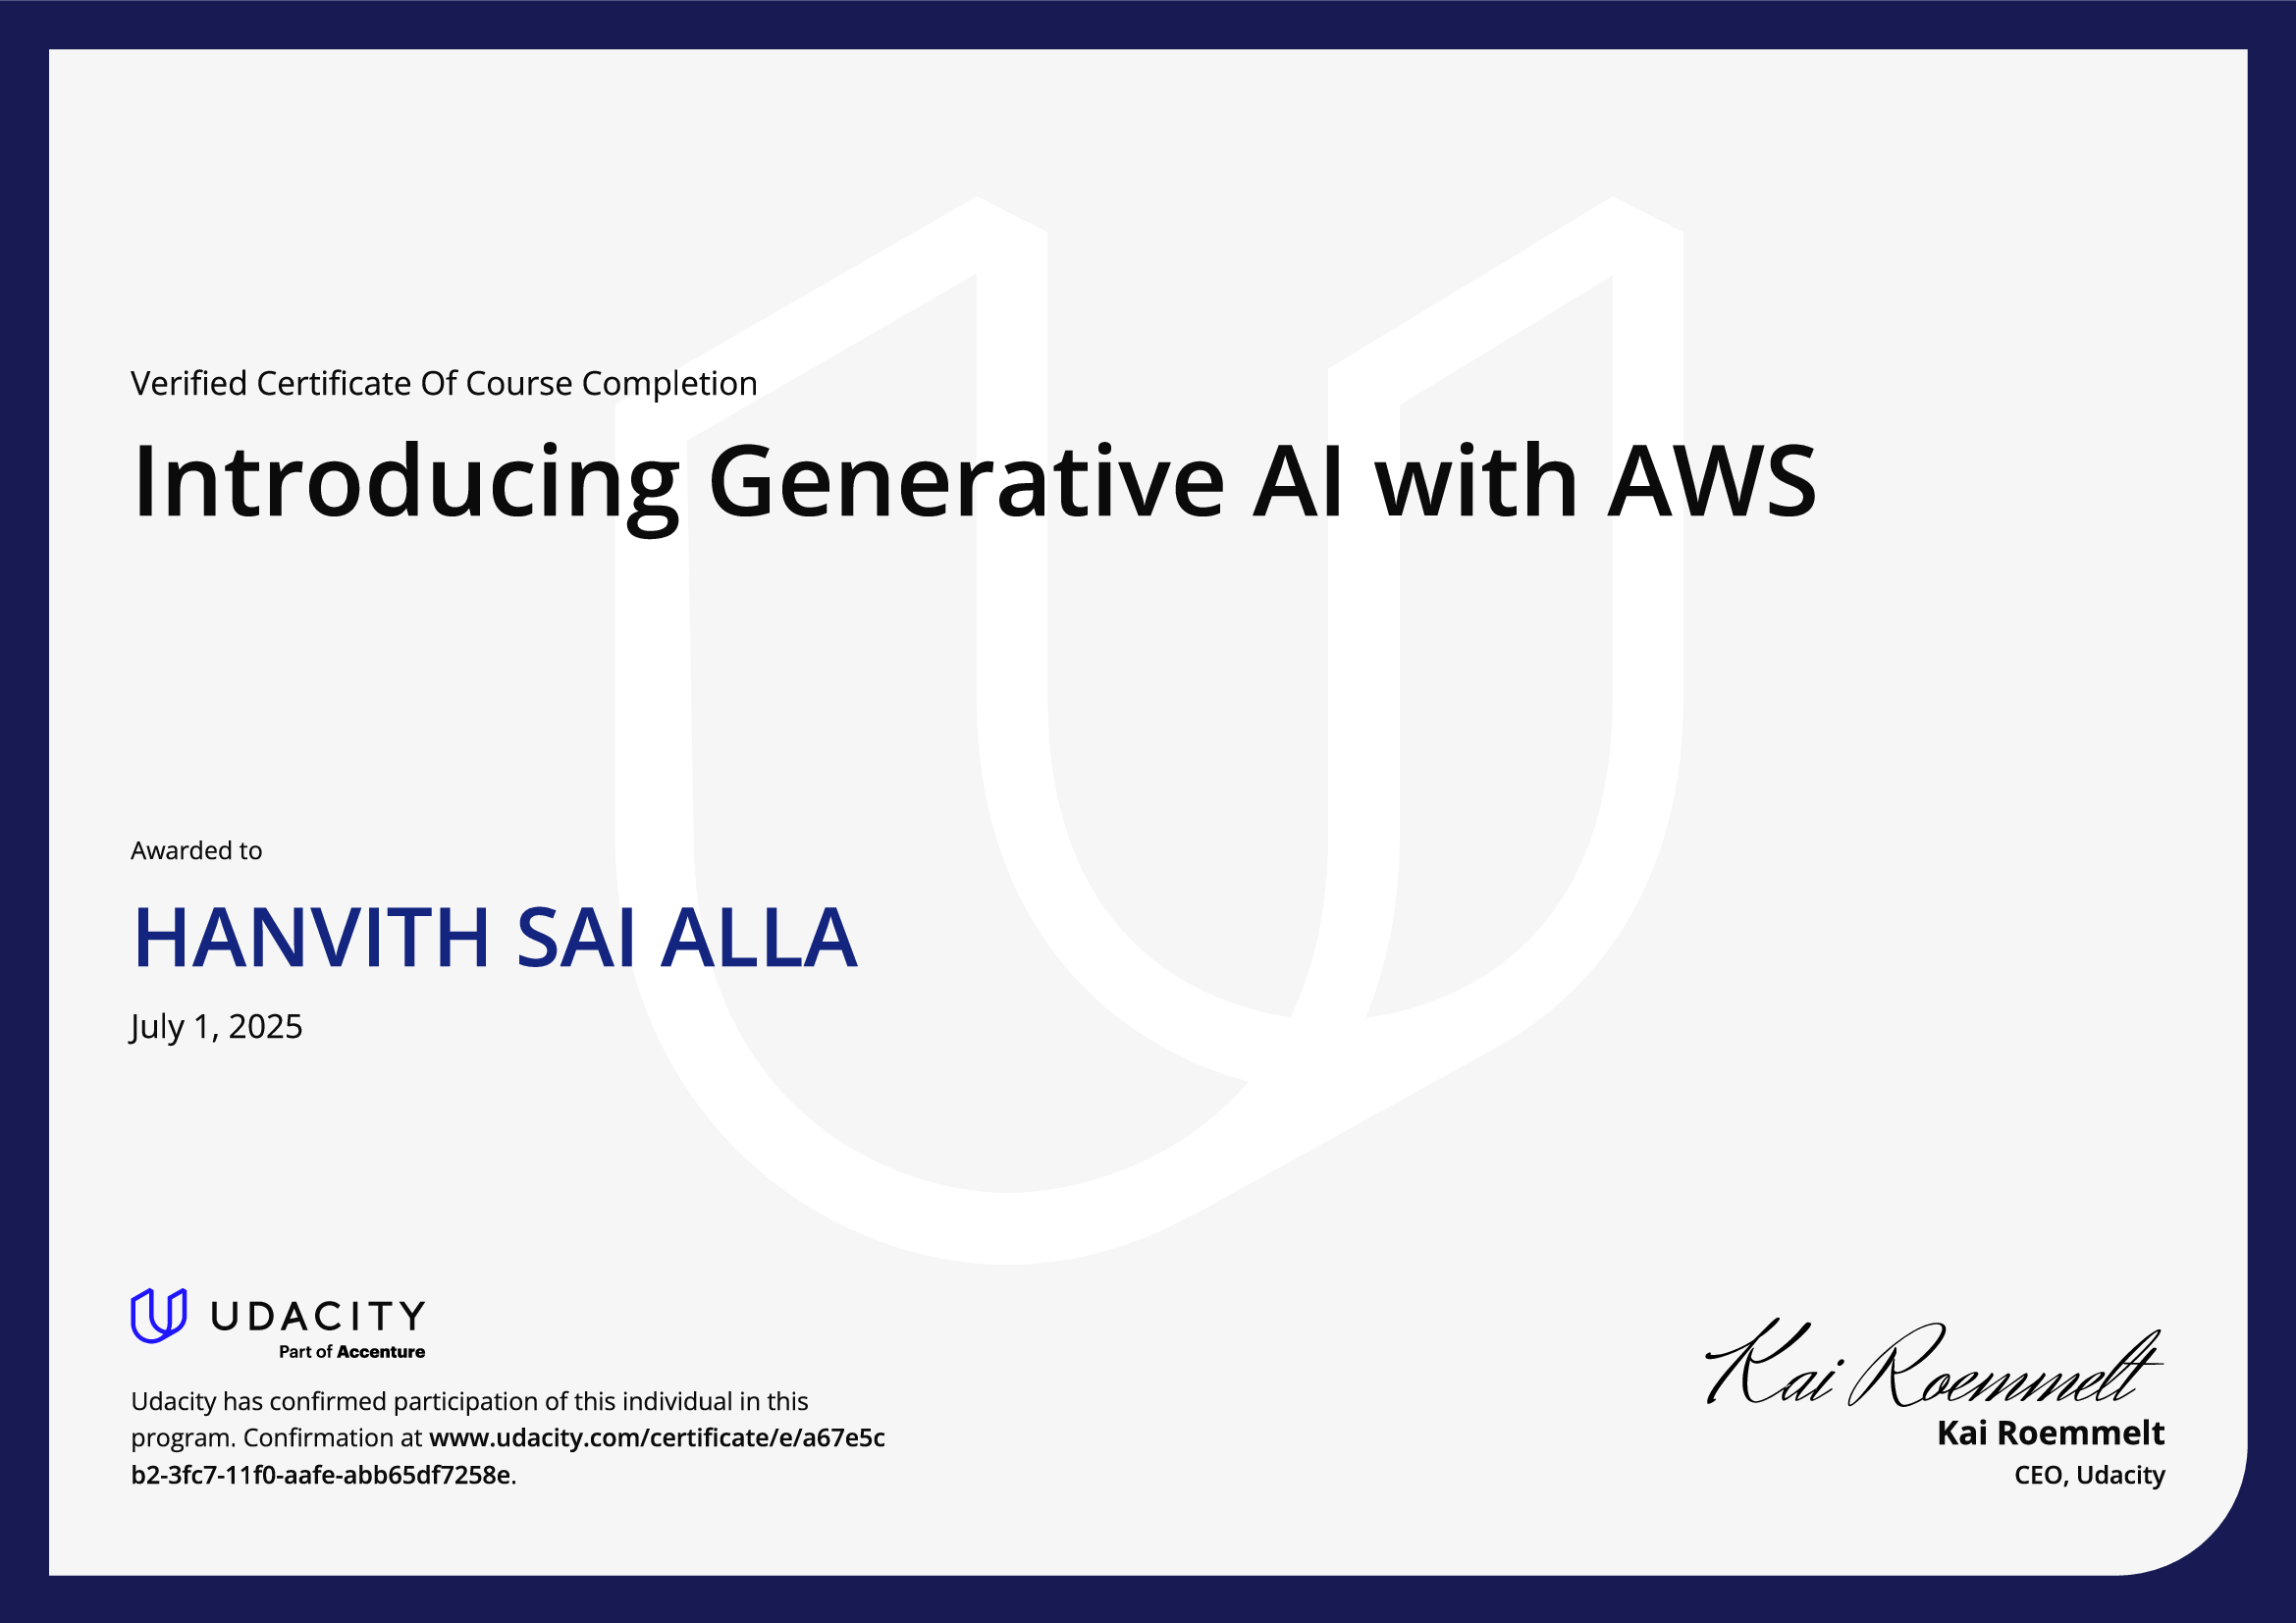 Verified Certificate Of Course Completion
Introducing Generative AI with AWS
Awarded to
HANVITH SAI ALLA
July 1, 2025
UDACITY
Part of Accenture
Udacity has confirmed participation of this individual in this
program. Confirmation at www.udacity.com/certificate/e/a67e5c
b2-3fc7-11f0-aafe-abb65df7258e.
Kai Roemmelt
Kai Roemmelt
CEO, Udacity